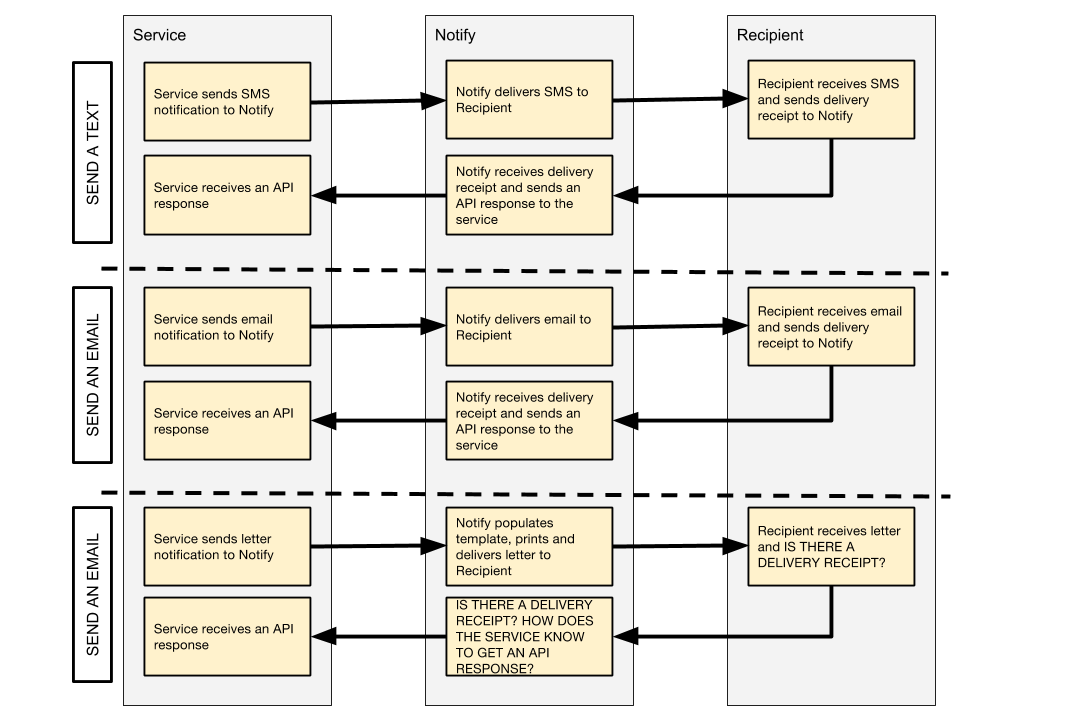 Service
Notify
Recipient
SEND A TEXT
Service sends SMS
notification to Notify
Notify delivers SMS to
Recipient
Recipient receives SMS
and sends delivery
receipt to Notify
Service receives an API
response
Notify receives delivery
receipt and sends an
API response to the
service
SEND AN EMAIL
Service sends email
notification to Notify
Notify delivers email to
Recipient
Recipient receives email
and sends delivery
receipt to Notify
Service receives an API
response
Notify receives delivery
receipt and sends an
API response to the
service
SEND AN EMAIL
Service sends letter
notification to Notify
Notify populates
template, prints and
delivers letter to
Recipient
Recipient receives letter
and IS THERE A
DELIVERY RECEIPT?
Service receives an API
response
IS THERE A DELIVERY
RECEIPT? HOW DOES
THE SERVICE KNOW
TO GET AN API
RESPONSE?